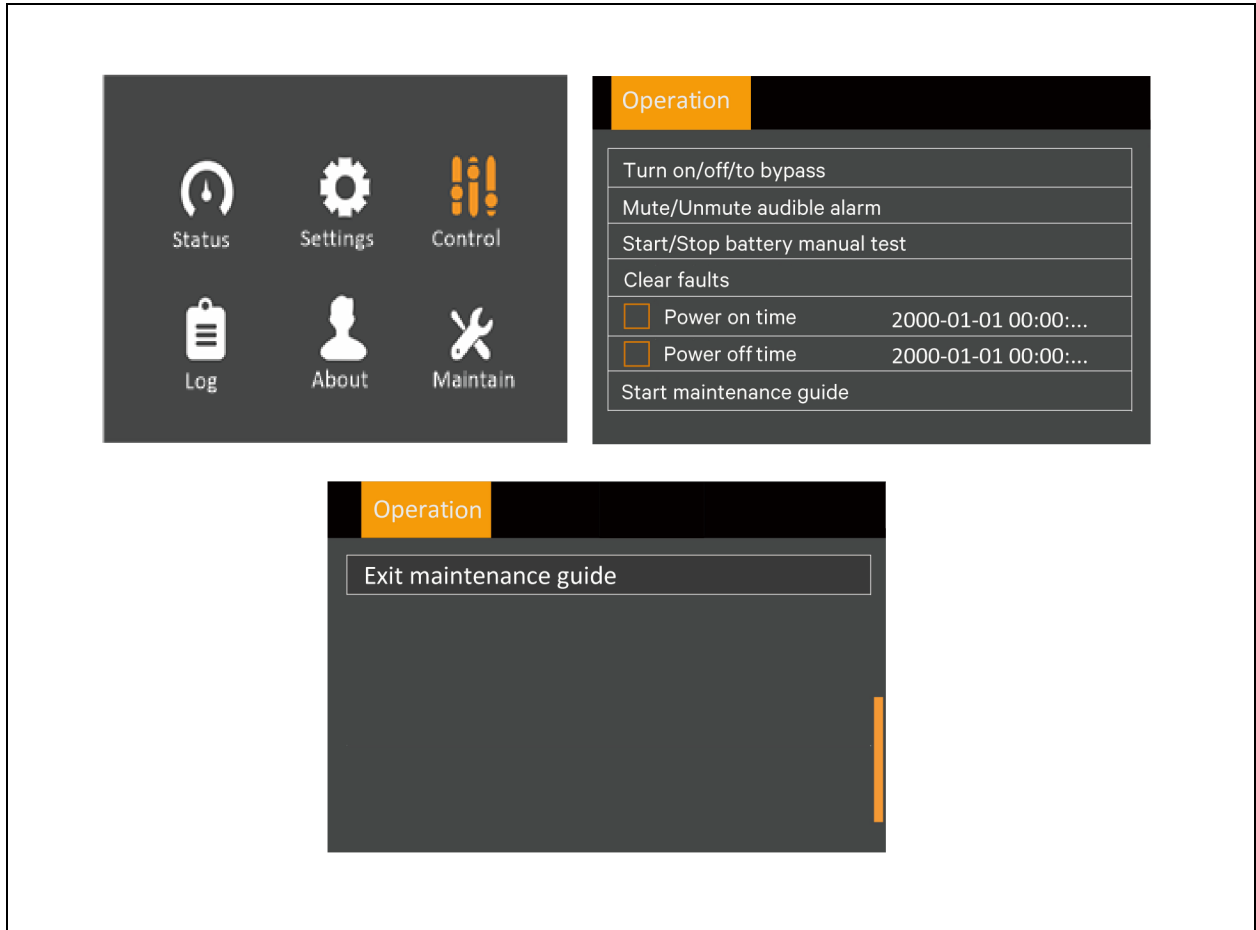 Status Settings Control
Log About Maintain
Operation
Turn on/off/to bypass
Mute/Unmute audible alarm
Start/Stop battery manual test
Clear faults
Power on time 2000-01-01 00:00:...
Power off time 2000-01-01 00:00:...
Start maintenance guide
Operation
Exit maintenance guide